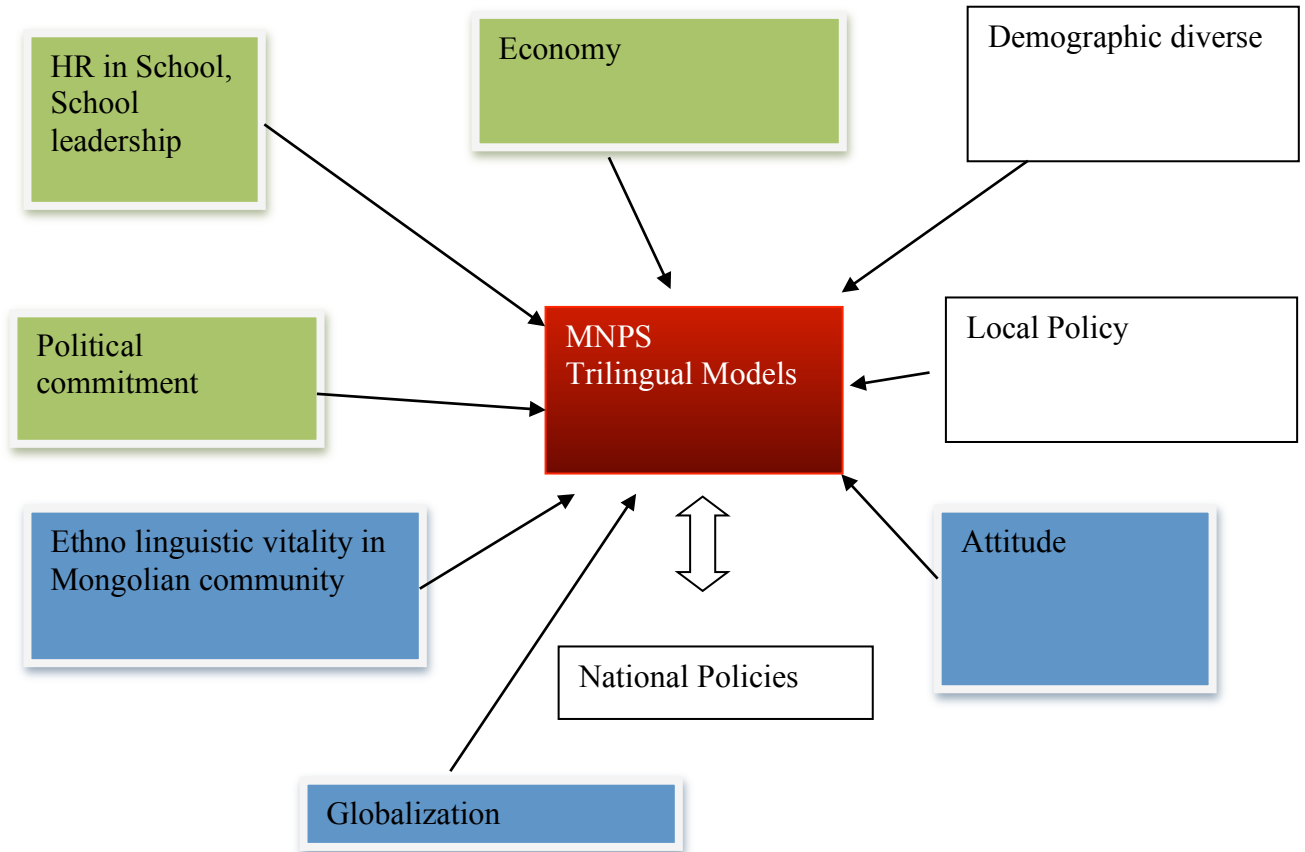 HR in School,
School
leadership
Economy
Demographic diverse
Political
commitment
MNPS
Trilingual Models
Local Policy
Ethno linguistic vitality in
Mongolian community
Attitude
National Policies
Globalization